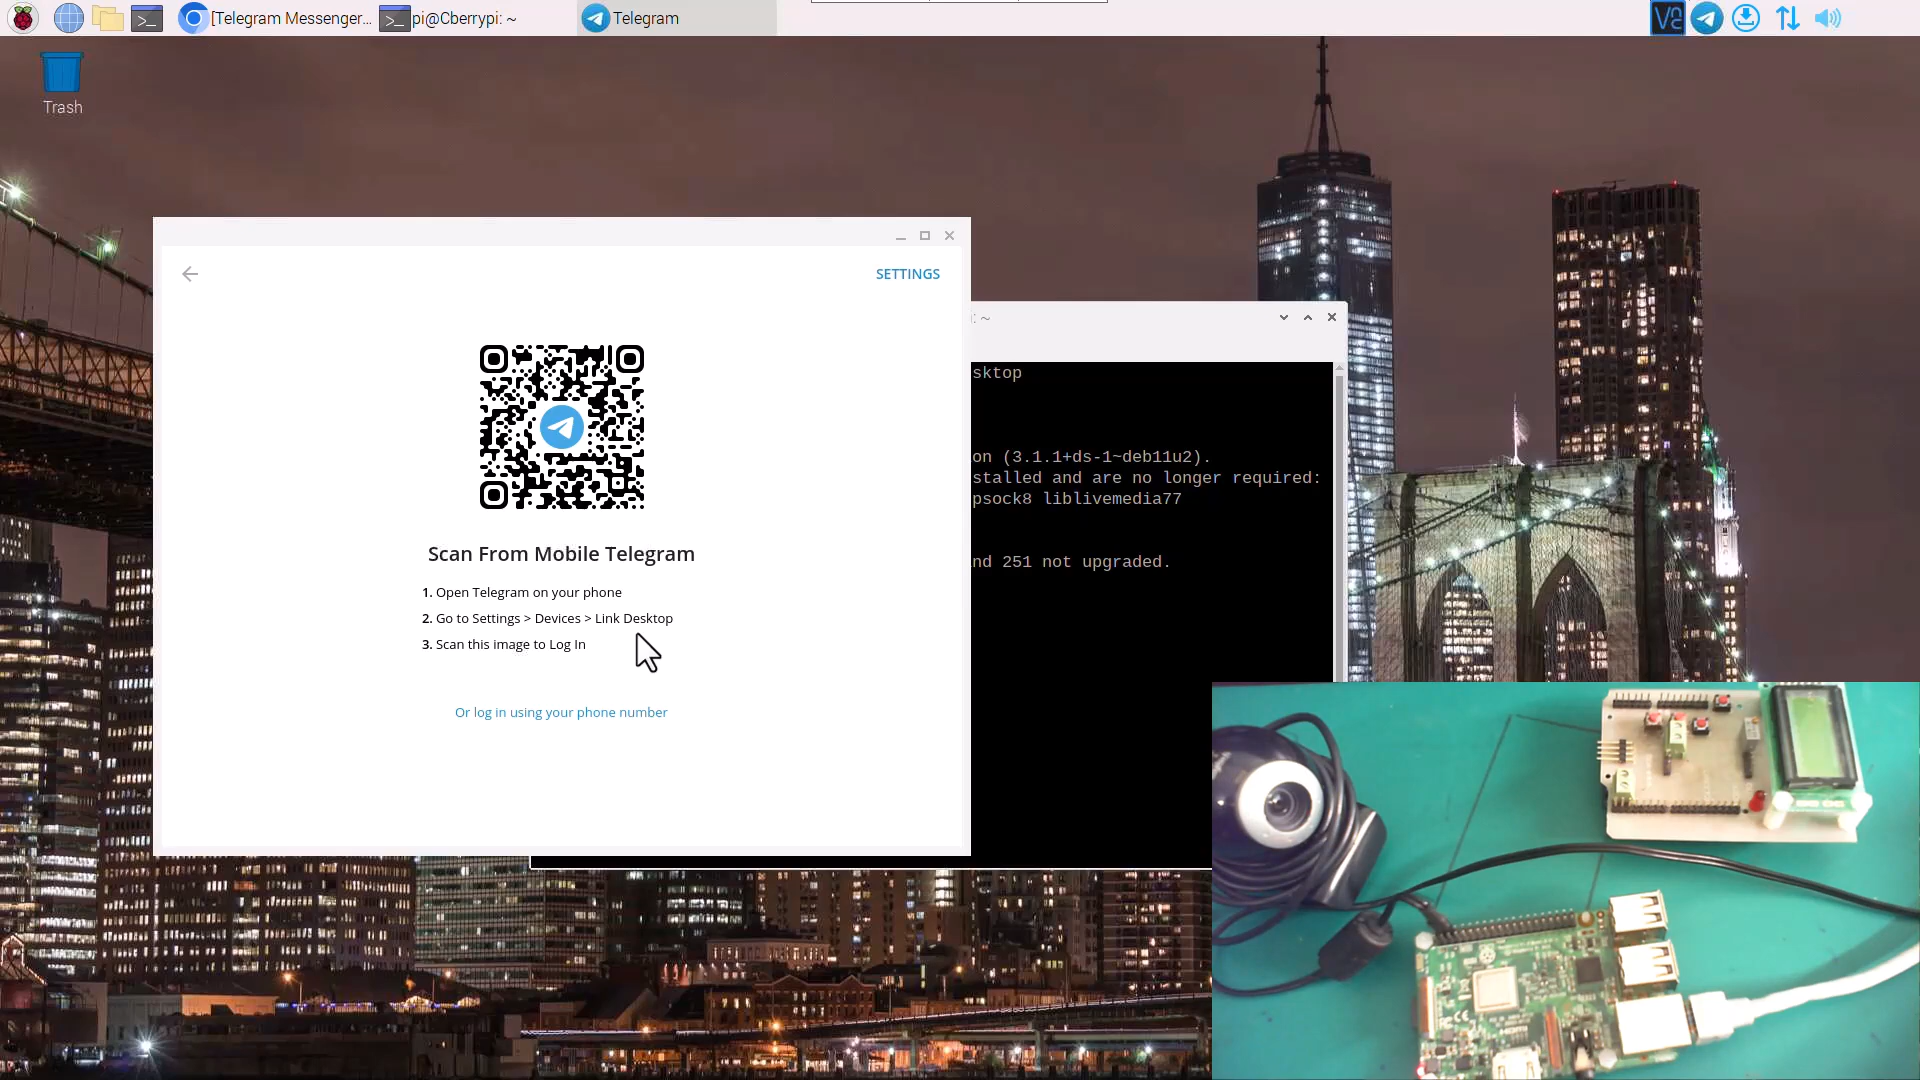 [Telegram Messenger...
pi@Cberrypi: ~
Telegram
Trash
SETTINGS
Scan From Mobile Telegram
1. Open Telegram on your phone
2. Go to Settings > Devices > Link Desktop
3. Scan this image to Log In
Or log in using your phone number
: ~
sktop
on (3.1.1+ds-1~deb11u2).
stalled and are no longer required:
psock8 liblivemedia77
nd 251 not upgraded.